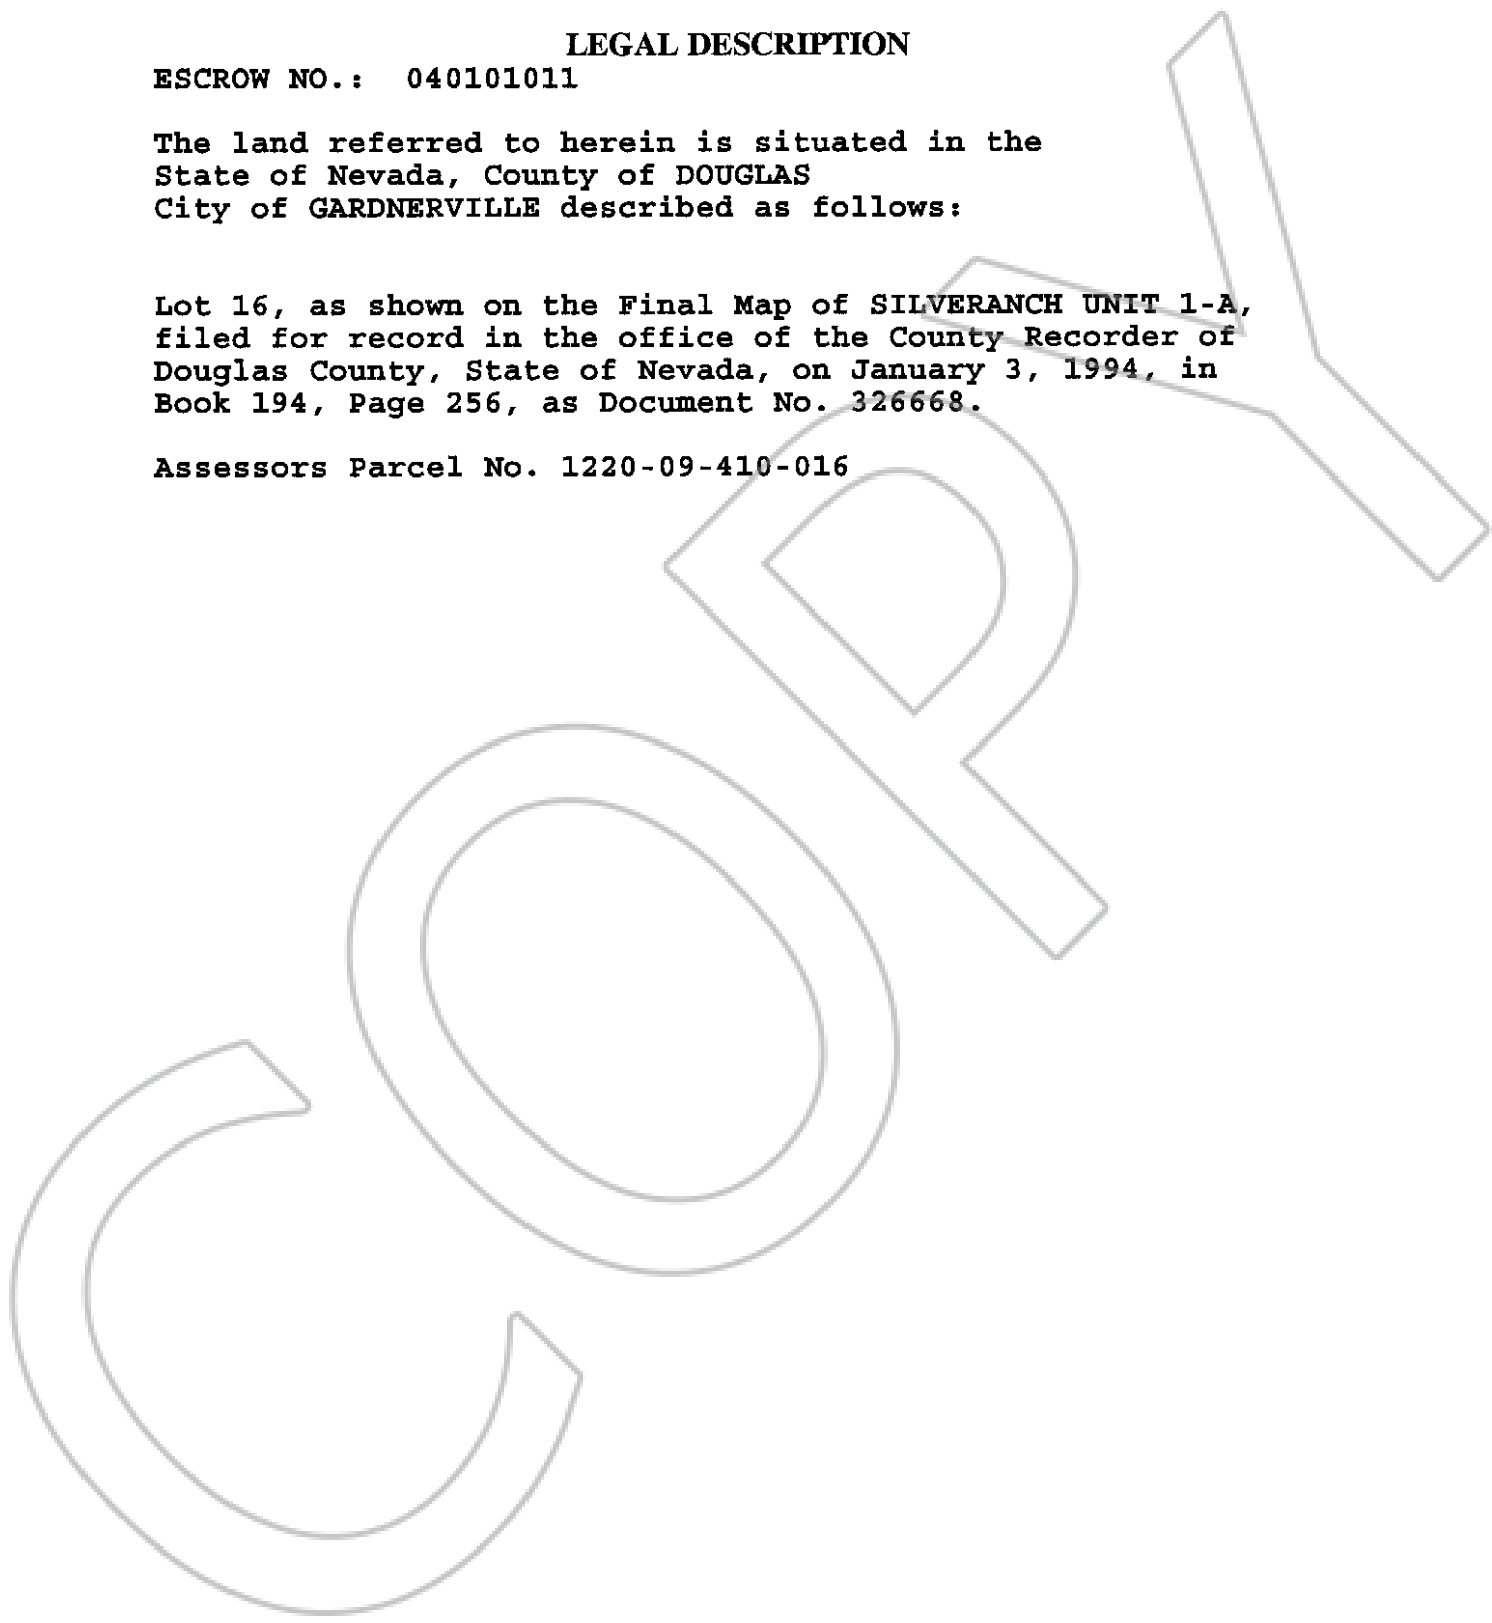 LEGAL DESCRIPTION
ESCROW NO.: 040101011
The land referred to herein is situated in the
State of Nevada, County of DOUGLAS
City of GARDNERVILLE described as follows:
Lot 16, as shown on the Final Map of SILVERANCH UNIT 1-A,
filed for record in the office of the County Recorder of
Douglas County, State of Nevada, on January 3, 1994, in
Book 194, Page 256, as Document No. 326668.
Assessors Parcel No. 1220-09-410-016
COPY